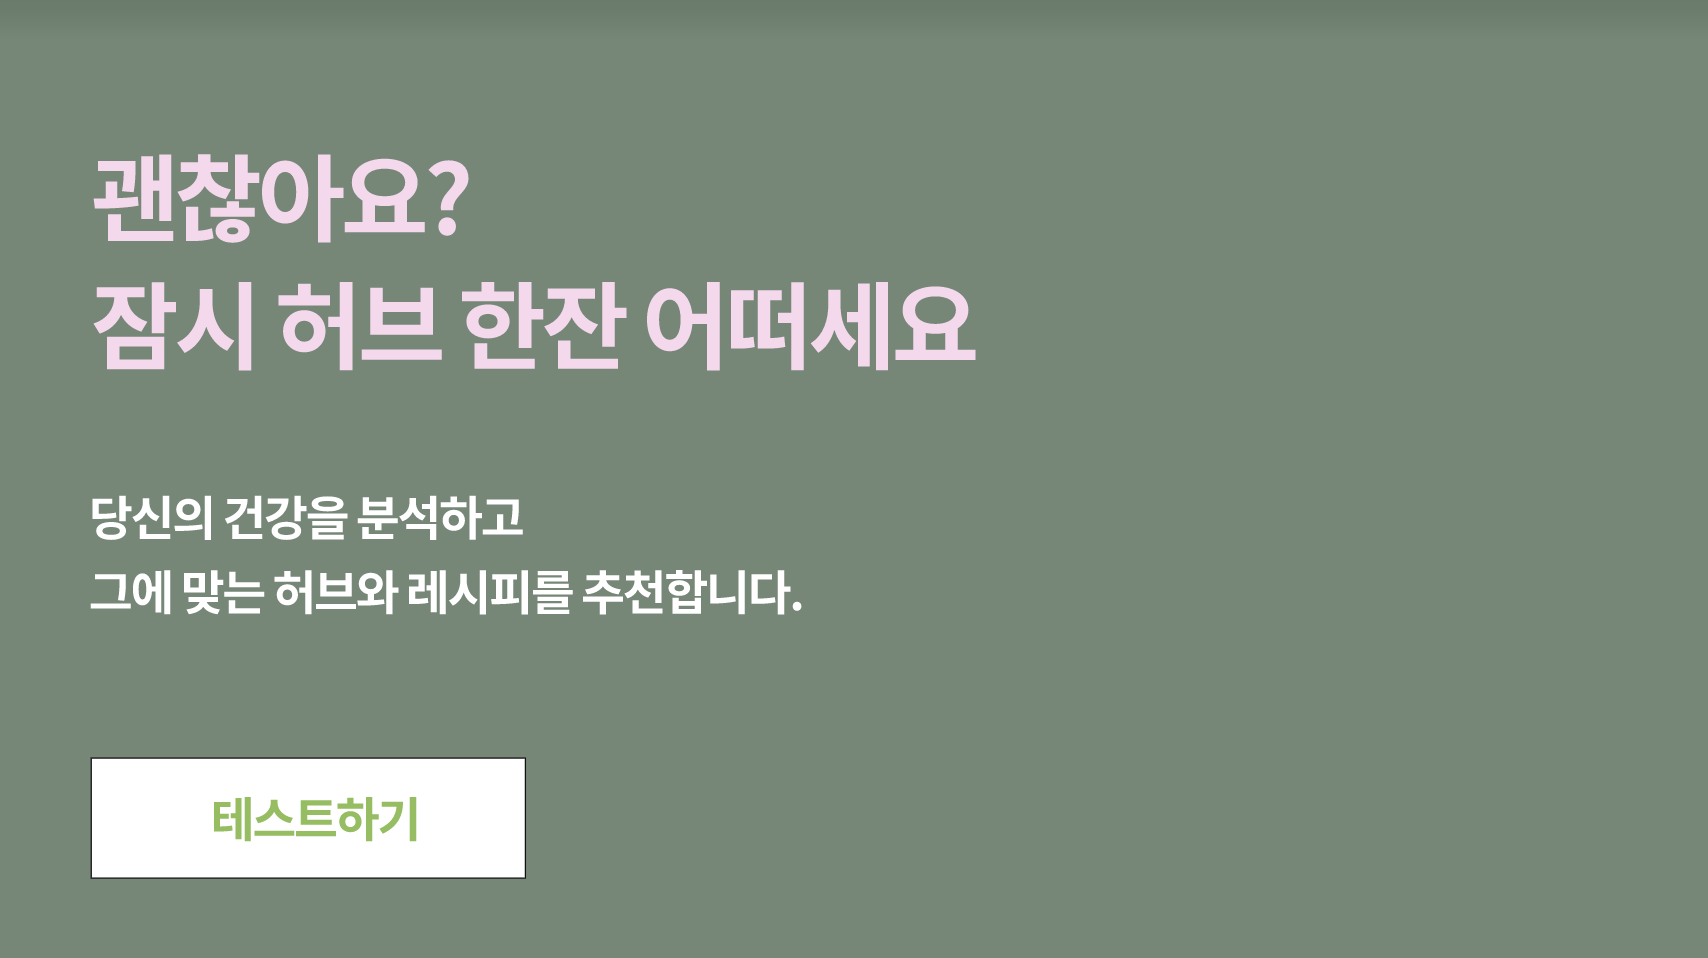 괜찮아요?
잠시 허브 한잔 어떠세요
당신의 건강을 분석하고
그에 맞는 허브와 레시피를 추천합니다.
테스트하기